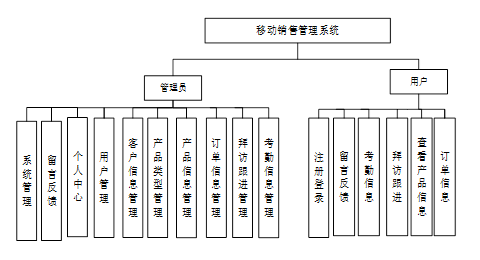 移动销售管理系统
管理员
用户
系统管理
留言反馈
个人中心
用户管理
客户信息管理
产品类型管理
产品信息管理
订单信息管理
拜访跟进管理
考勤信息管理
注册登录
留言反馈
考勤信息
拜访跟进
查看产品信息
订单信息